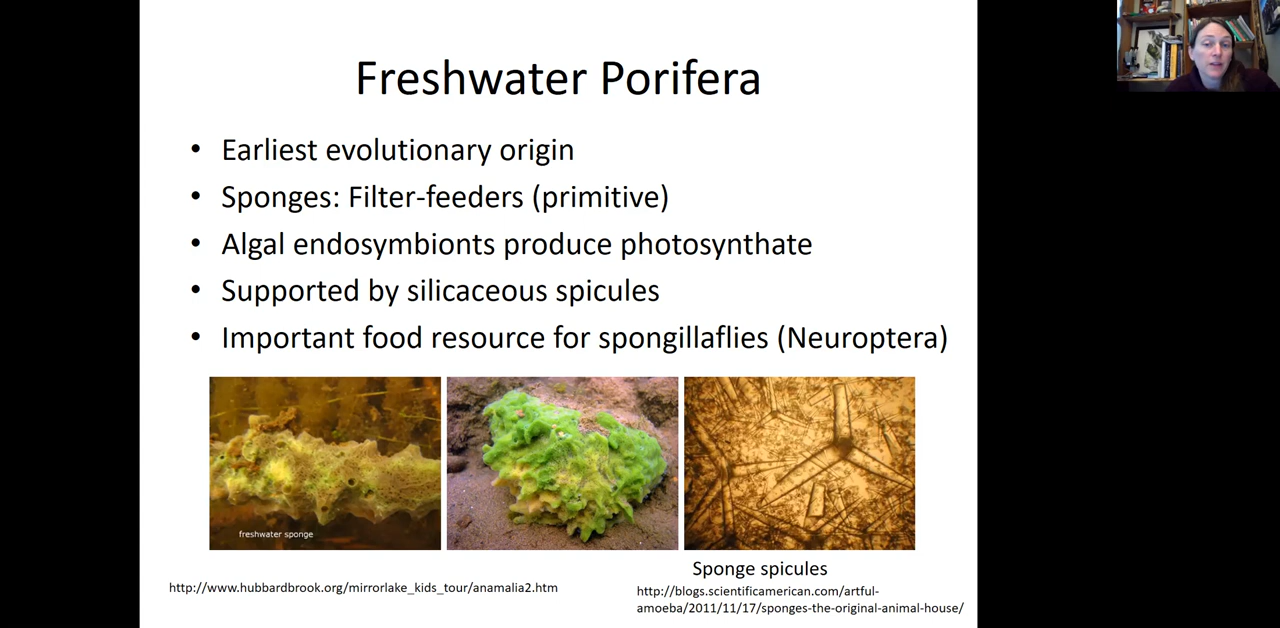 Freshwater Porifera
• Earliest evolutionary origin
• Sponges: Filter-feeders (primitive)
• Algal endosymbionts produce photosynthate
• Supported by silicaceous spicules
• Important food resource for spongillaflies (Neuroptera)
freshwater sponge
Sponge spicules
http://www.hubbardbrook.org/mirrorlake_kids_tour/anamalia2.htm
http://blogs.scientificamerican.com/artful-
amoeba/2011/11/17/sponges-the-original-animal-house/